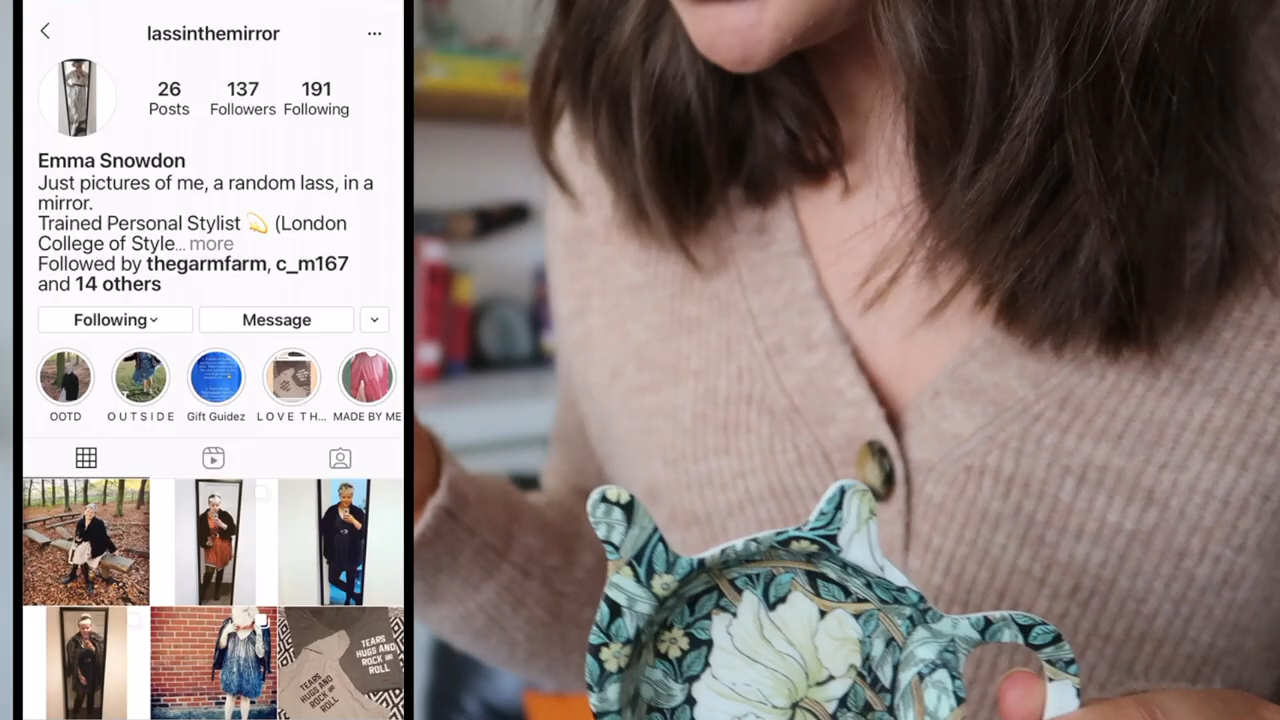 lassinthemirror
26
137
191
Posts
Followers
Following
Emma Snowdon
Just pictures of me, a random lass, in a
mirror.
Trained Personal Stylist 💫 (London
College of Style... more
Followed by thegarmfarm, c_m167
and 14 others
Following
Message
OOTD
O U T S I D E
Gift Guidez
L O V E T H...
MADE BY ME
TEARS
HUGS AND
ROCK AND
ROLL
TEARS
HUGS AND
ROCK AND
ROLL